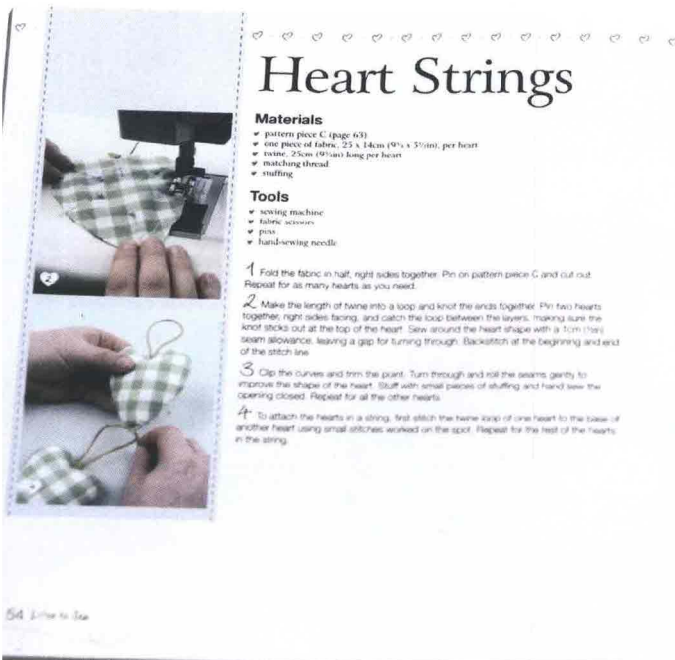 Heart Strings
Materials
pattern piece C (page 63)
one piece of fabric, 25 x 14cm (9¾ x 5½in), per heart
twine, 25cm (9¾in) long per heart
matching thread
stuffing
Tools
sewing machine
fabric scissors
pins
hand-sewing needle
1 Fold the fabric in half, right sides together. Pin on pattern piece C and cut out.
Repeat for as many hearts as you need.
2 Make the length of twine into a loop and knot the ends together. Pin two hearts
together, right sides facing, and catch the loop between the layers, making sure the
knot sticks out at the top of the heart. Sew around the heart shape with a 1cm
seam allowance, leaving a gap for turning through. Backstitch at the beginning and end
of the stitch line.
3 Clip the curves and trim the point. Turn through and roll the seams gently to
improve the shape of the heart. Stuff with small pieces of stuffing and hand sew the
opening closed. Repeat for all the other hearts.
4 To attach the hearts in a string, first stitch the twine loop of one heart to the base of
another heart using small stitches worked on the spot. Repeat for the rest of the hearts
in the string.
2
54